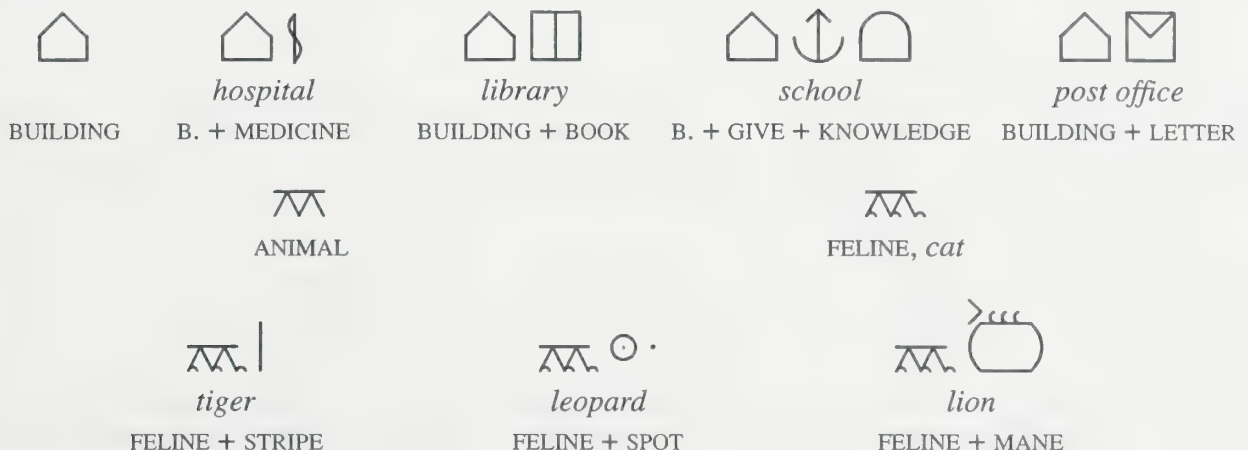 hospital library school post office
BUILDING B. + MEDICINE BUILDING + BOOK B. + GIVE + KNOWLEDGE BUILDING + LETTER
ANIMAL FELINE, cat
tiger leopard lion
FELINE + STRIPE FELINE + SPOT FELINE + MANE